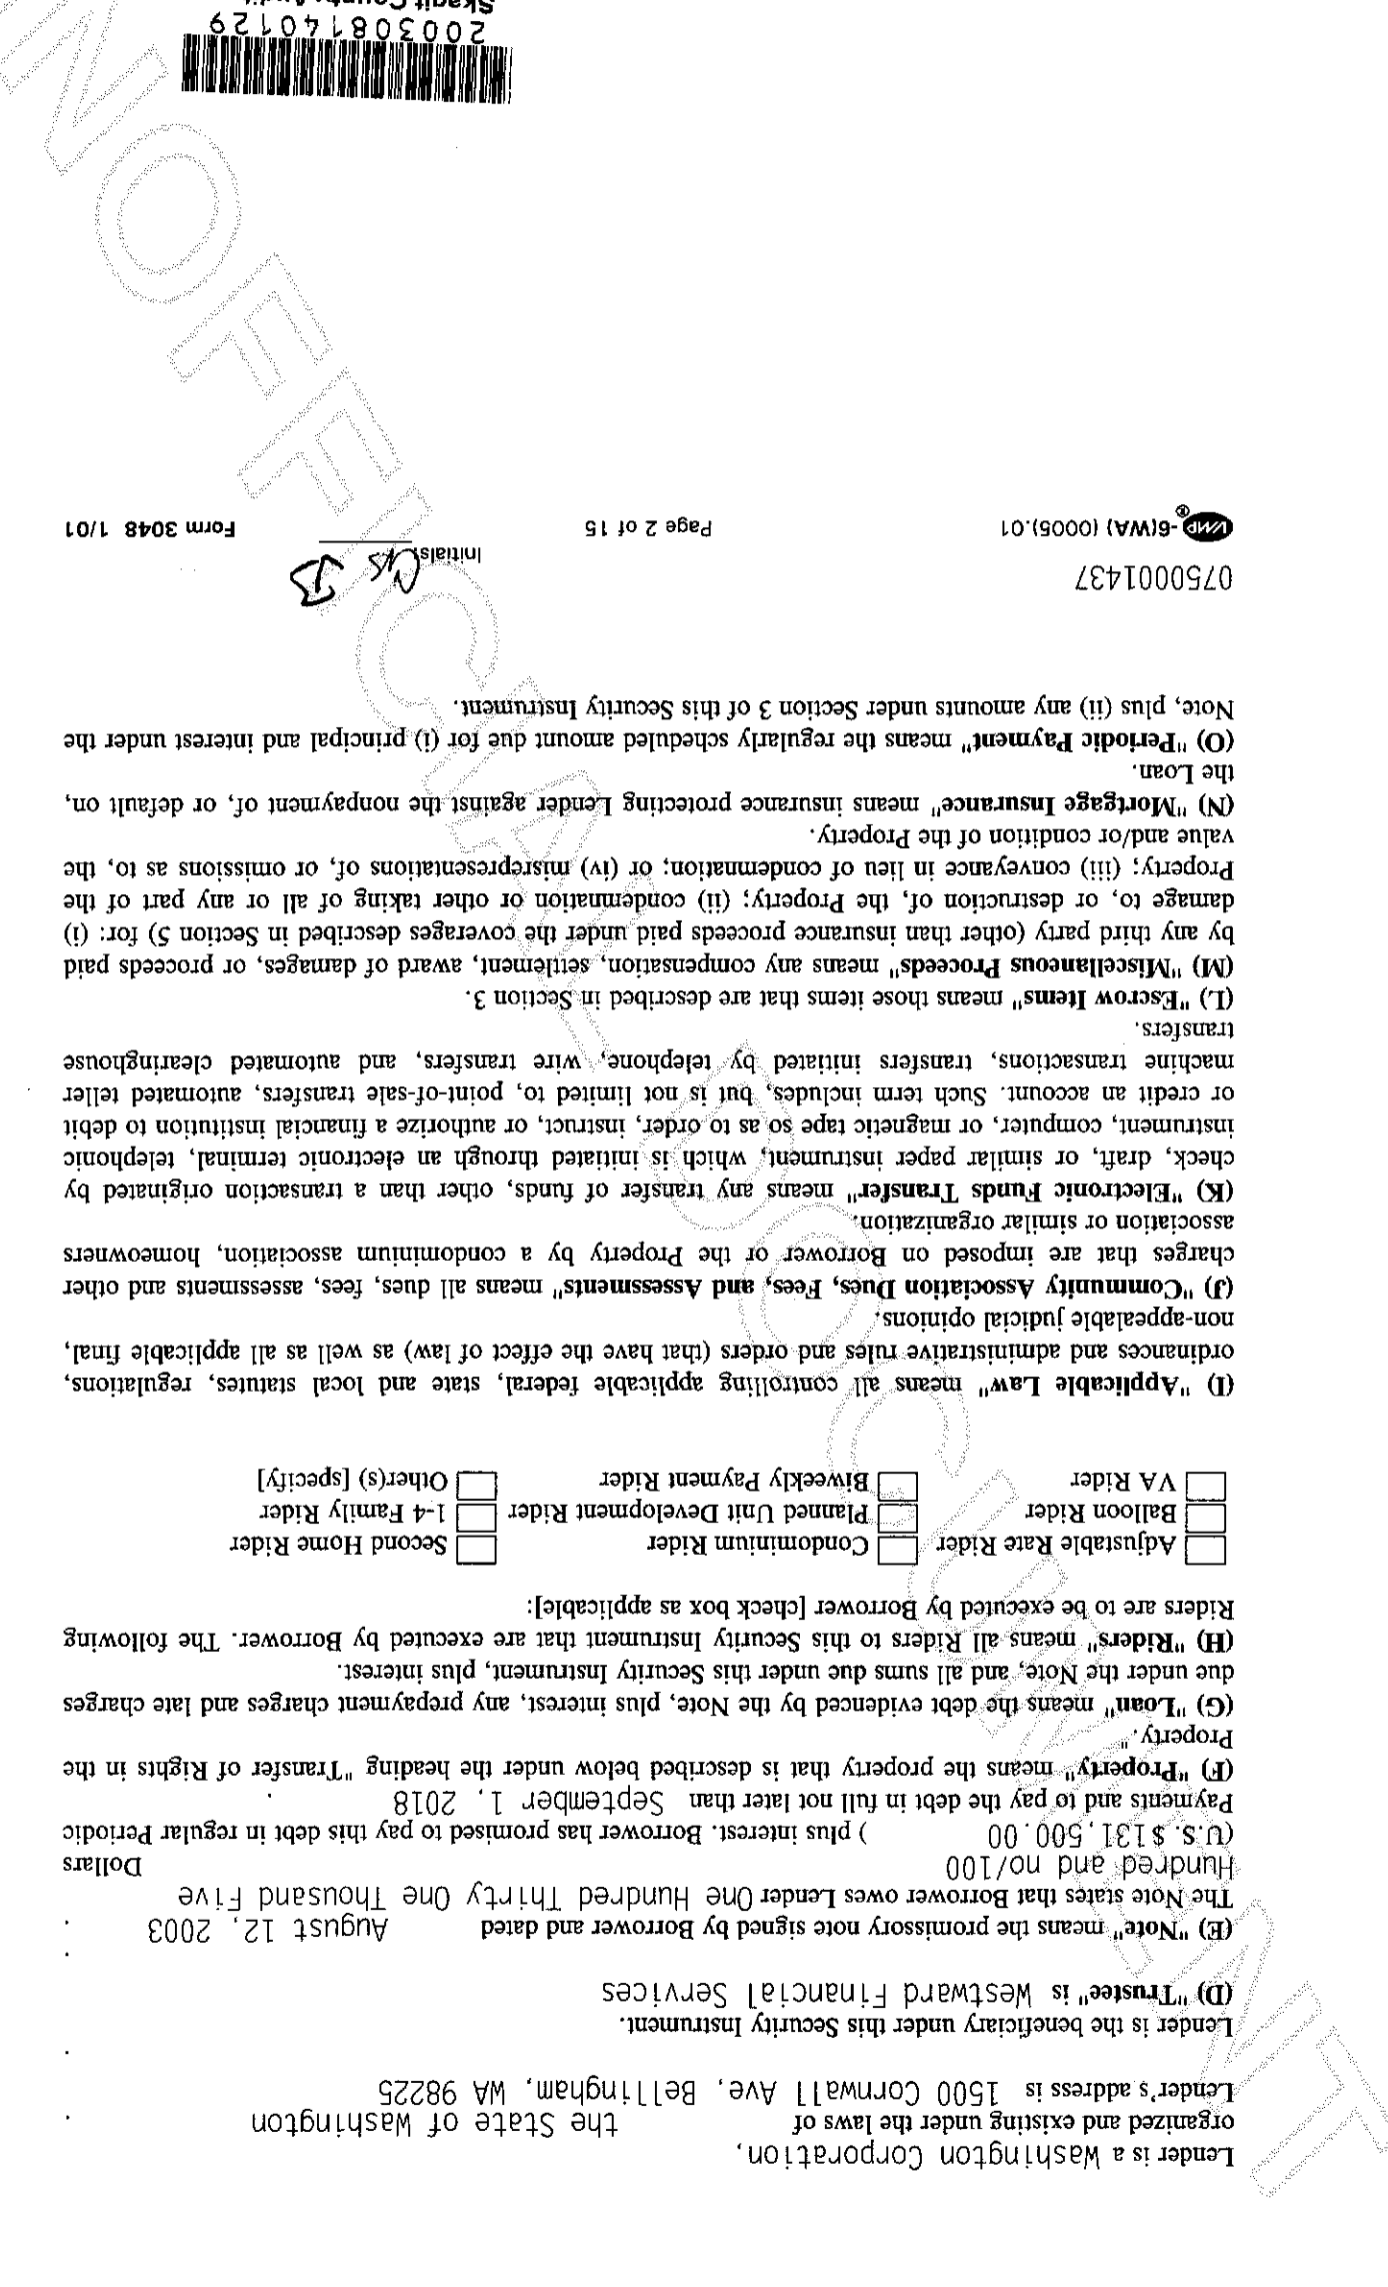 Lender is a Washington Corporation,
organized and existing under the laws of the State of Washington .
Lender's address is 1500 Cornwall Ave, Bellingham, WA 98225
.
Lender is the beneficiary under this Security Instrument.
(D) "Trustee" is Westward Financial Services
.
(E) "Note" means the promissory note signed by Borrower and dated August 12, 2003 .
The Note states that Borrower owes Lender One Hundred Thirty One Thousand Five
Hundred and no/100 Dollars
(U.S. $131,500.00 ) plus interest. Borrower has promised to pay this debt in regular Periodic
Payments and to pay the debt in full not later than September 1, 2018 .
(F) "Property" means the property that is described below under the heading "Transfer of Rights in the
Property."
(G) "Loan" means the debt evidenced by the Note, plus interest, any prepayment charges and late charges
due under the Note, and all sums due under this Security Instrument, plus interest.
(H) "Riders" means all Riders to this Security Instrument that are executed by Borrower. The following
Riders are to be executed by Borrower [check box as applicable]:
Adjustable Rate Rider Condominium Rider Second Home Rider
Balloon Rider Planned Unit Development Rider 1-4 Family Rider
VA Rider Biweekly Payment Rider Other(s) [specify]
(I) "Applicable Law" means all controlling applicable federal, state and local statutes, regulations,
ordinances and administrative rules and orders (that have the effect of law) as well as all applicable final,
non-appealable judicial opinions.
(J) "Community Association Dues, Fees, and Assessments" means all dues, fees, assessments and other
charges that are imposed on Borrower or the Property by a condominium association, homeowners
association or similar organization.
(K) "Electronic Funds Transfer" means any transfer of funds, other than a transaction originated by
check, draft, or similar paper instrument, which is initiated through an electronic terminal, telephonic
instrument, computer, or magnetic tape so as to order, instruct, or authorize a financial institution to debit
or credit an account. Such term includes, but is not limited to, point-of-sale transfers, automated teller
machine transactions, transfers initiated by telephone, wire transfers, and automated clearinghouse
transfers.
(L) "Escrow Items" means those items that are described in Section 3.
(M) "Miscellaneous Proceeds" means any compensation, settlement, award of damages, or proceeds paid
by any third party (other than insurance proceeds paid under the coverages described in Section 5) for: (i)
damage to, or destruction of, the Property; (ii) condemnation or other taking of all or any part of the
Property; (iii) conveyance in lieu of condemnation; or (iv) misrepresentations of, or omissions as to, the
value and/or condition of the Property.
(N) "Mortgage Insurance" means insurance protecting Lender against the nonpayment of, or default on,
the Loan.
(O) "Periodic Payment" means the regularly scheduled amount due for (i) principal and interest under the
Note, plus (ii) any amounts under Section 3 of this Security Instrument.
0750001437
Initials:
VMP ® -6(WA) (0005).01 Page 2 of 15 Form 3048 1/01
200308140129
Skagit County
UNOFFICIAL DOCUMENT